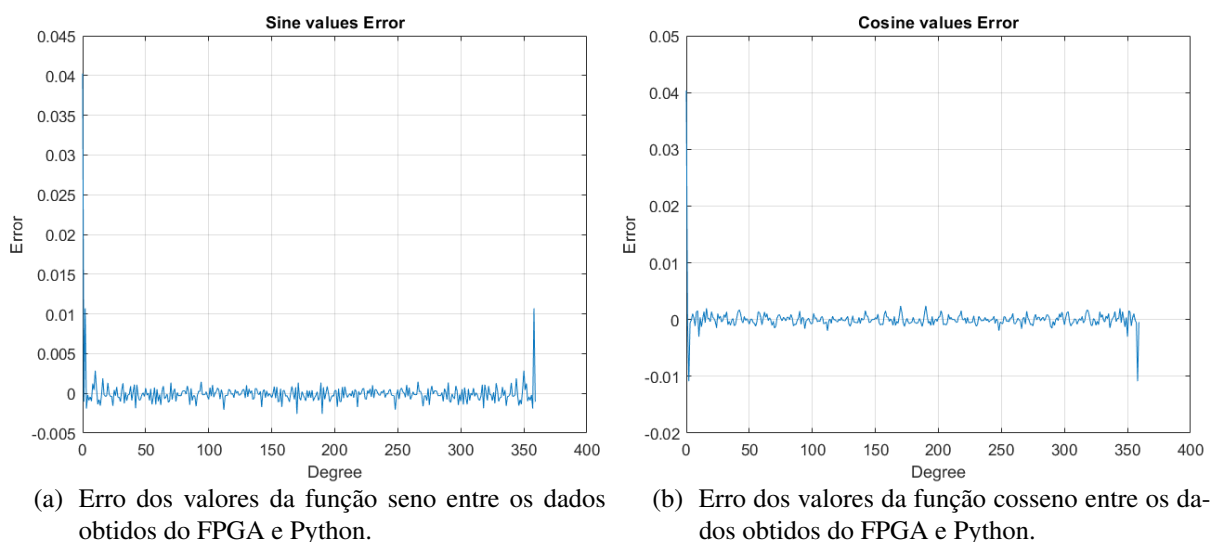 Sine values Error
0.045
0.04
0.035
0.03
0.025
0.02
0.015
0.01
0.005
0
-0.005
Error
0 50 100 150 200 250 300 350 400
Degree
(a) Erro dos valores da função seno entre os dados
obtidos do FPGA e Python.
Cosine values Error
0.05
0.04
0.03
0.02
0.01
0
-0.01
-0.02
Error
0 50 100 150 200 250 300 350 400
Degree
(b) Erro dos valores da função cosseno entre os da-
dos obtidos do FPGA e Python.